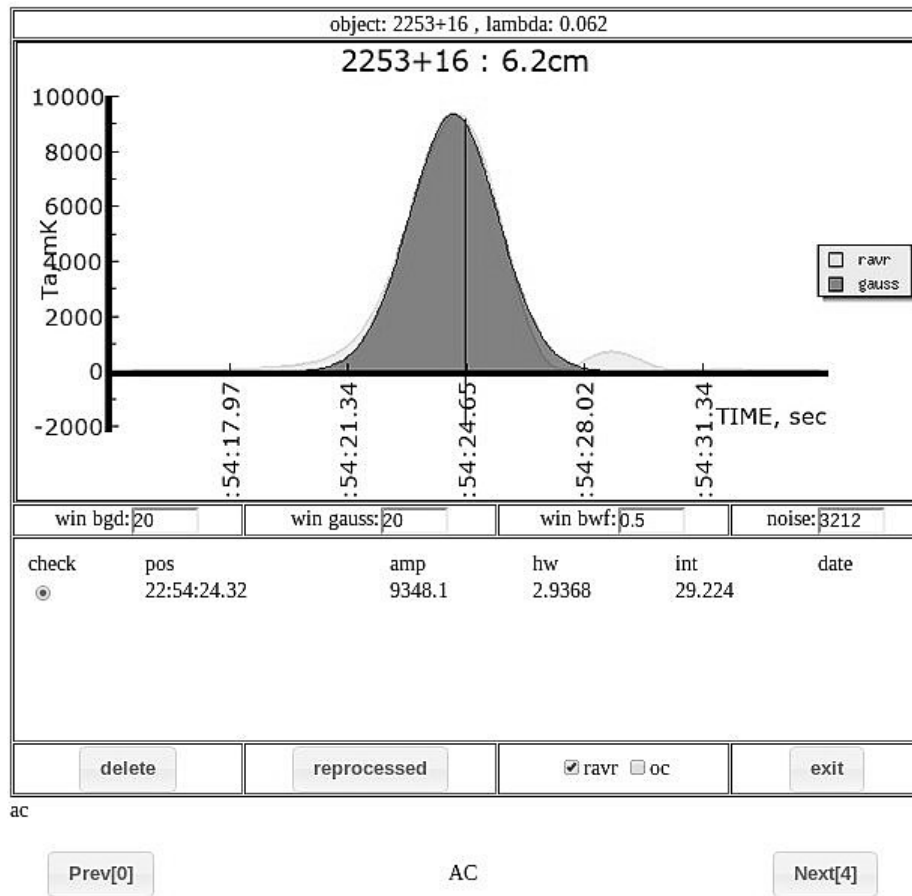 object: 2253+16 , lambda: 0.062
2253+16 : 6.2cm
10000
8000
6000
4000
2000
0
-2000
Ta, mK
ravr
gauss
:54:17.97
:54:21.34
:54:24.65
:54:28.02
:54:31.34
TIME, sec
win bgd: 20 win gauss: 20 win bwf: 0.5 noise: 3212
check pos amp hw int date
22:54:24.32 9348.1 2.9368 29.224
delete reprocessed ravr oc exit
ac
Prev[0] AC Next[4]